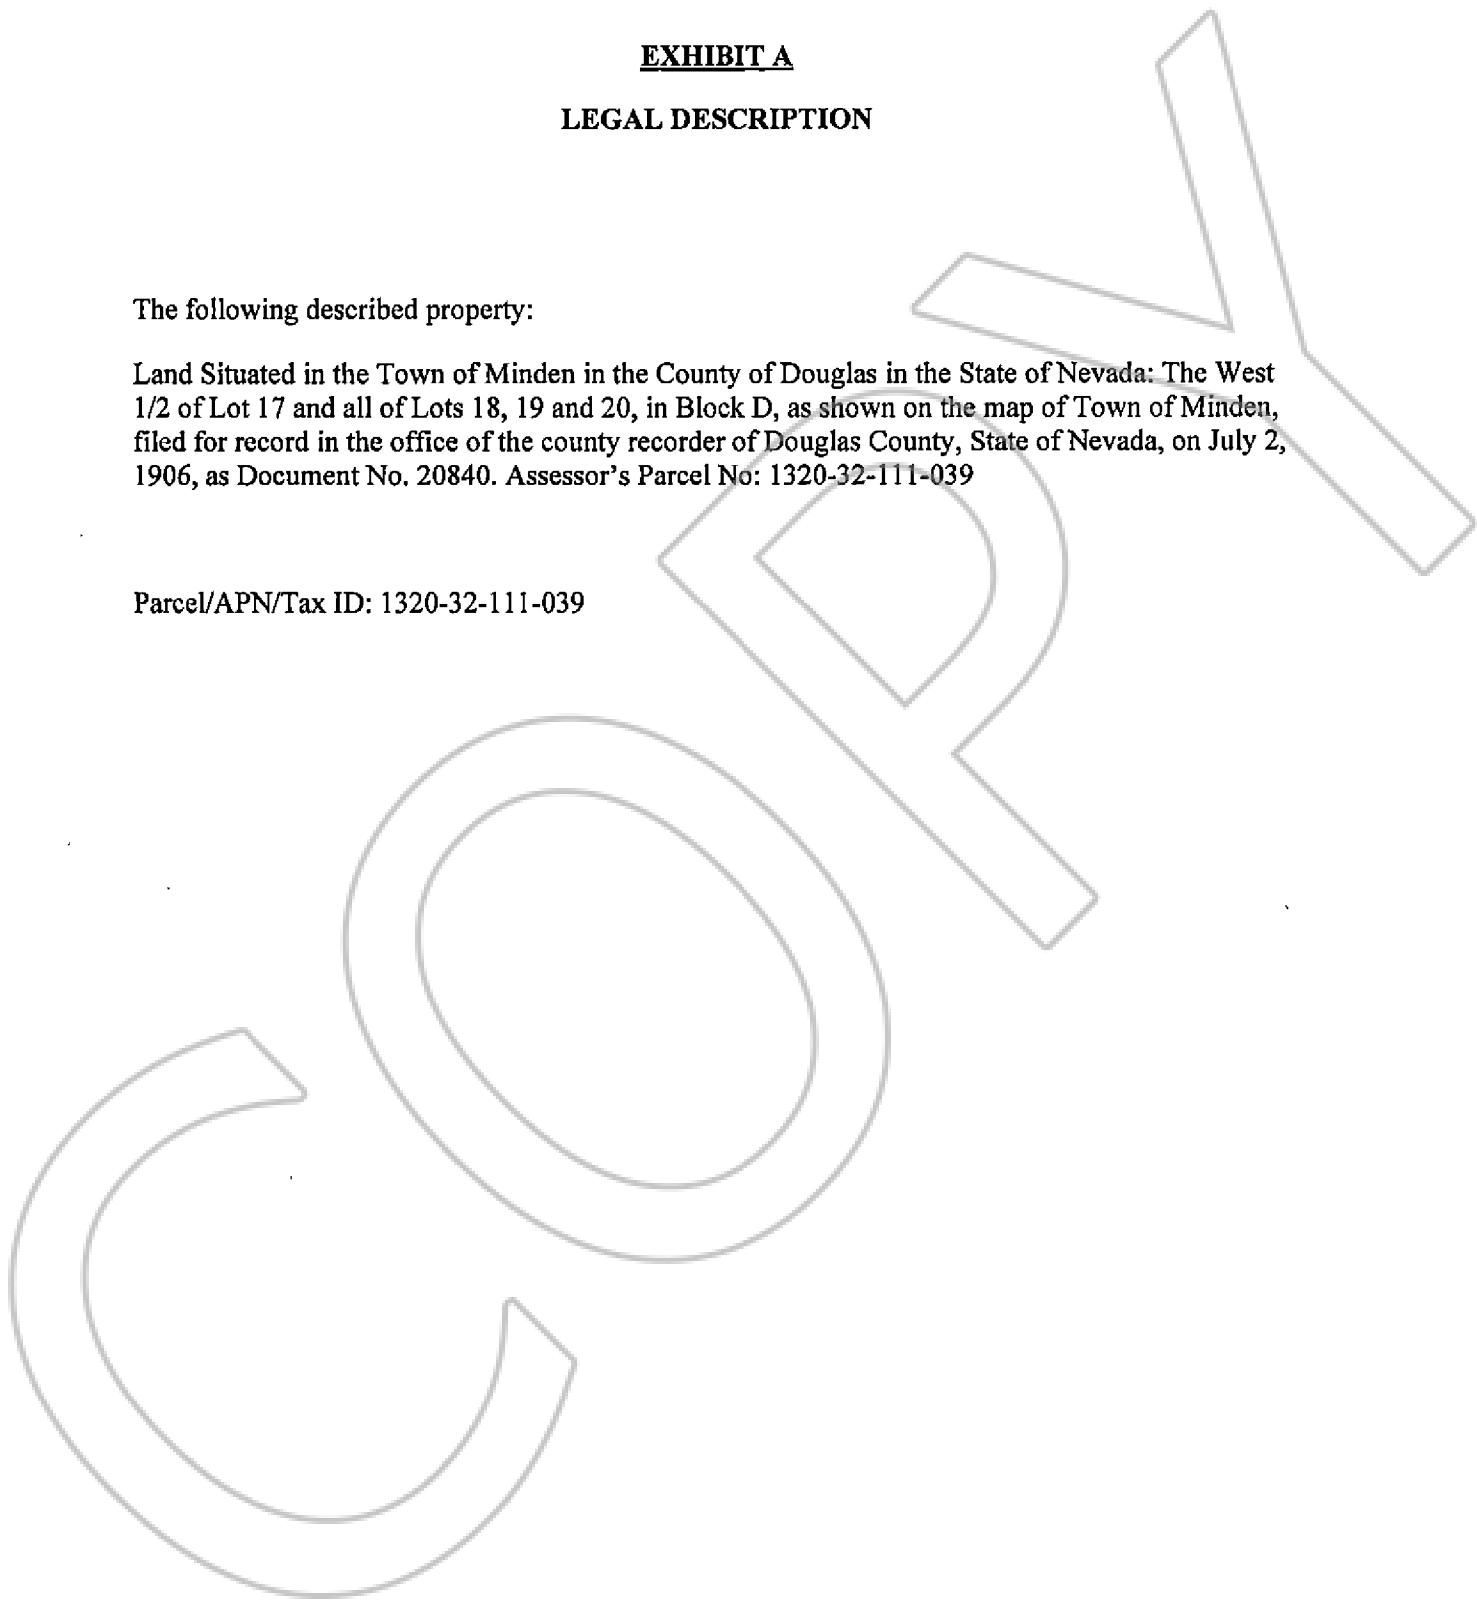 EXHIBIT A
LEGAL DESCRIPTION
The following described property:
Land Situated in the Town of Minden in the County of Douglas in the State of Nevada: The West
1/2 of Lot 17 and all of Lots 18, 19 and 20, in Block D, as shown on the map of Town of Minden,
filed for record in the office of the county recorder of Douglas County, State of Nevada, on July 2,
1906, as Document No. 20840. Assessor's Parcel No: 1320-32-111-039
Parcel/APN/Tax ID: 1320-32-111-039
COPY